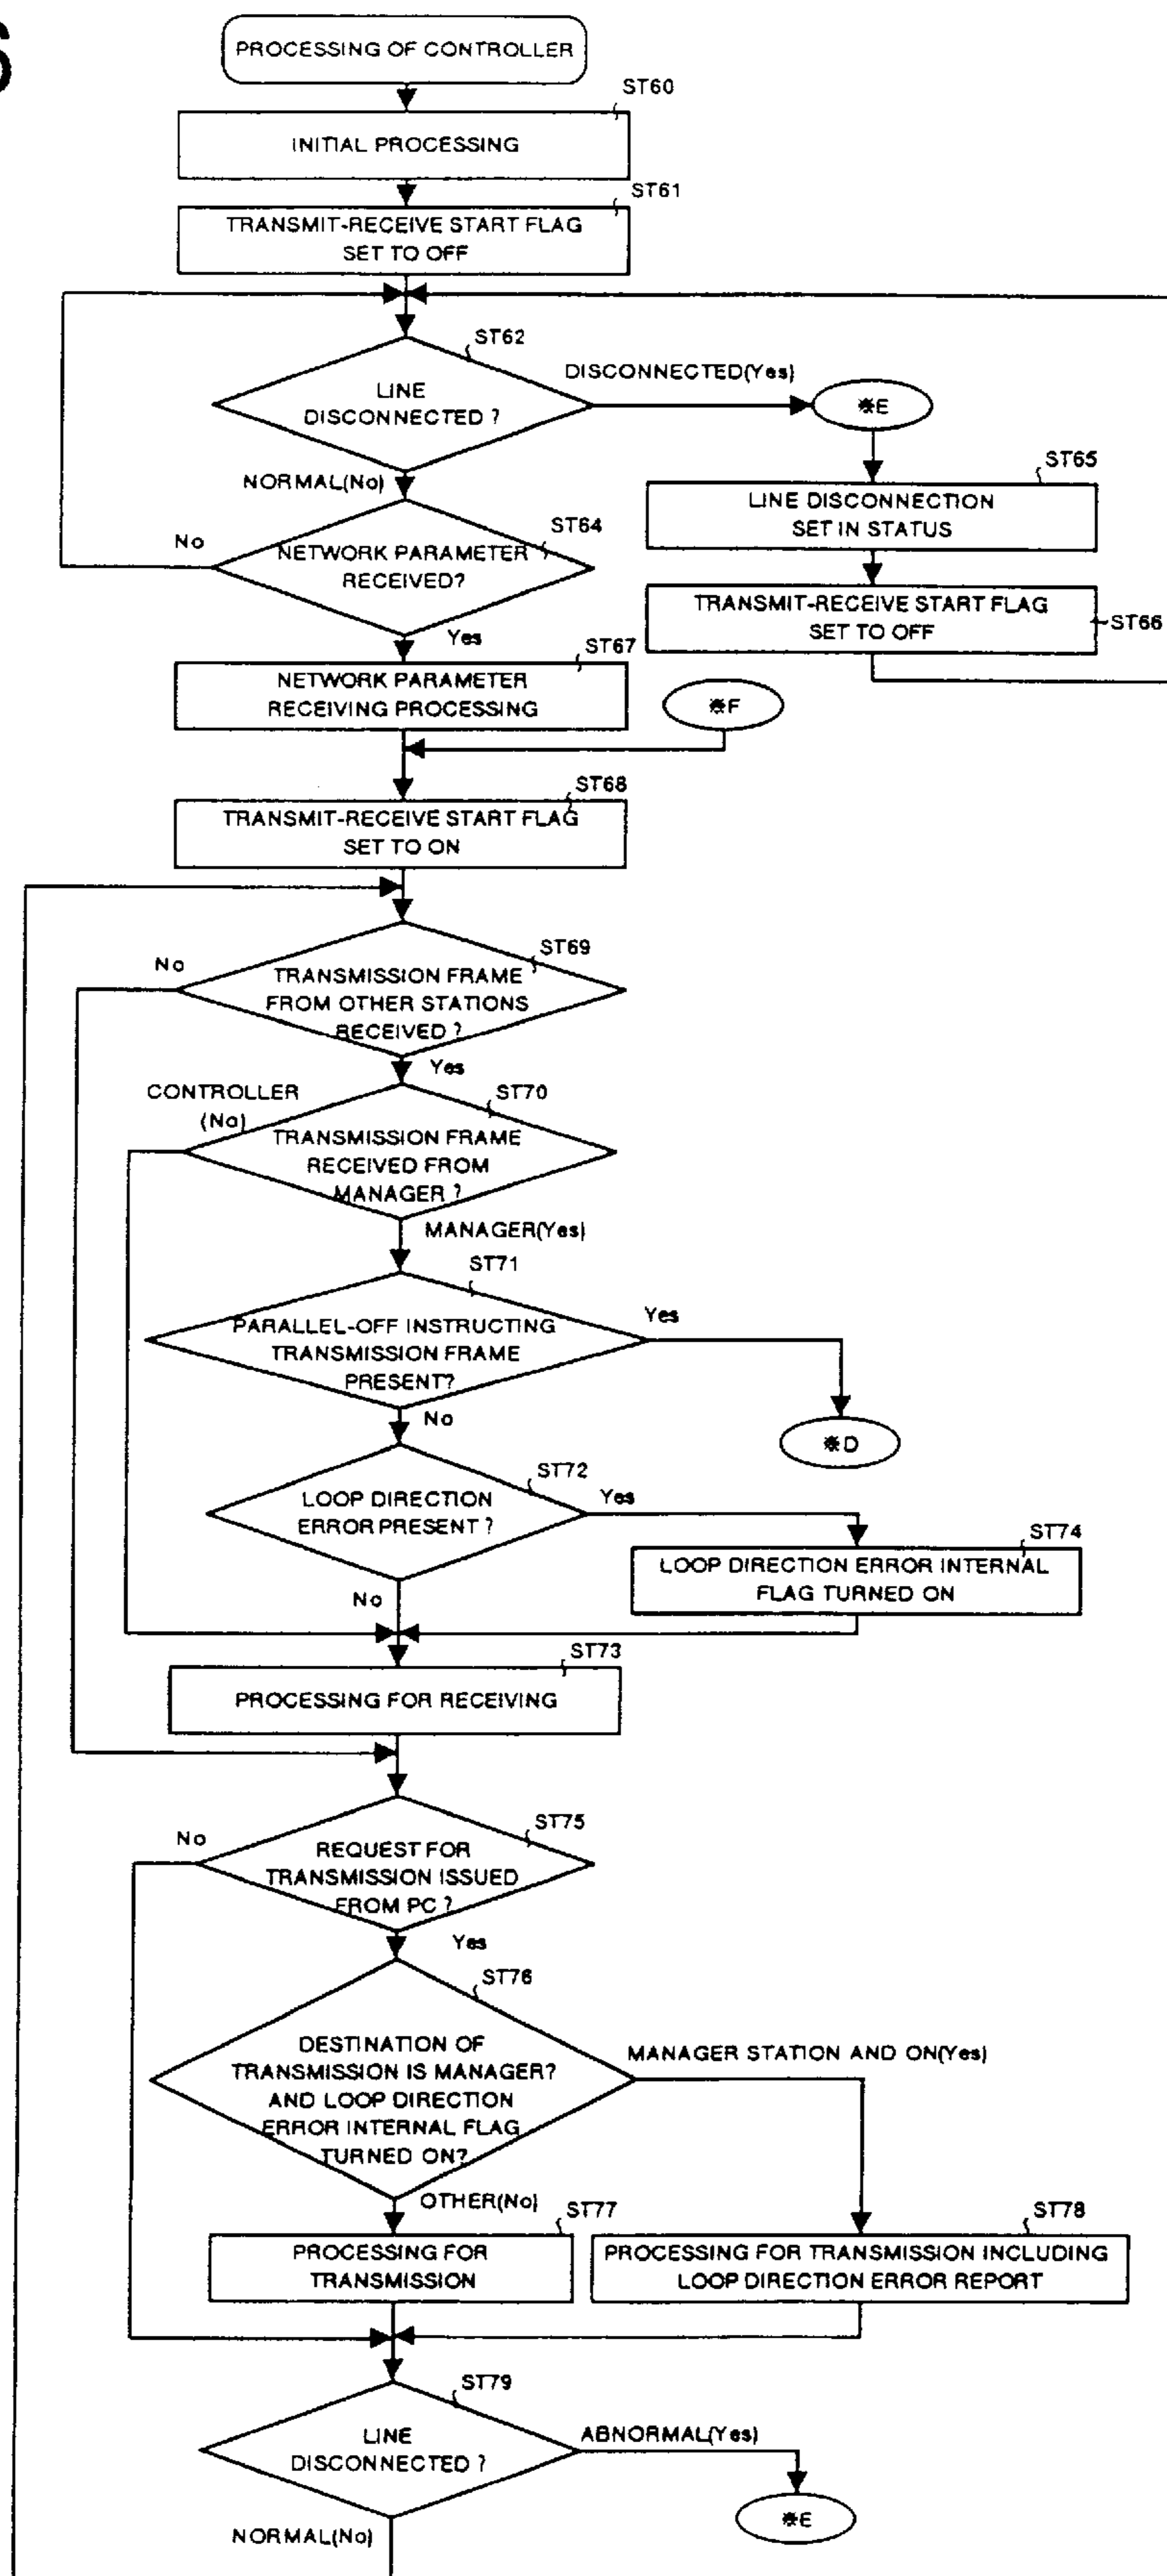 6
PROCESSING OF CONTROLLER
ST60
INITIAL PROCESSING
ST61
TRANSMIT-RECEIVE START FLAG
SET TO OFF
ST62
LINE
DISCONNECTED ?
DISCONNECTED(Yes)
※E
NORMAL(No)
ST65
LINE DISCONNECTION
SET IN STATUS
ST64
No
NETWORK PARAMETER
RECEIVED?
TRANSMIT-RECEIVE START FLAG
SET TO OFF
ST66
Yes
ST67
NETWORK PARAMETER
RECEIVING PROCESSING
※F
ST68
TRANSMIT-RECEIVE START FLAG
SET TO ON
ST69
No
TRANSMISSION FRAME
FROM OTHER STATIONS
RECEIVED ?
Yes
CONTROLLER
(No)
ST70
TRANSMISSION FRAME
RECEIVED FROM
MANAGER ?
MANAGER(Yes)
ST71
PARALLEL-OFF INSTRUCTING
TRANSMISSION FRAME
PRESENT?
Yes
No
※D
ST72
LOOP DIRECTION
ERROR PRESENT ?
Yes
ST74
LOOP DIRECTION ERROR INTERNAL
FLAG TURNED ON
No
ST73
PROCESSING FOR RECEIVING
ST75
No
REQUEST FOR
TRANSMISSION ISSUED
FROM PC ?
Yes
ST76
DESTINATION OF
TRANSMISSION IS MANAGER?
AND LOOP DIRECTION
ERROR INTERNAL FLAG
TURNED ON?
MANAGER STATION AND ON(Yes)
OTHER(No)
ST77
PROCESSING FOR
TRANSMISSION
ST78
PROCESSING FOR TRANSMISSION INCLUDING
LOOP DIRECTION ERROR REPORT
ST79
LINE
DISCONNECTED ?
ABNORMAL(Yes)
※E
NORMAL(No)